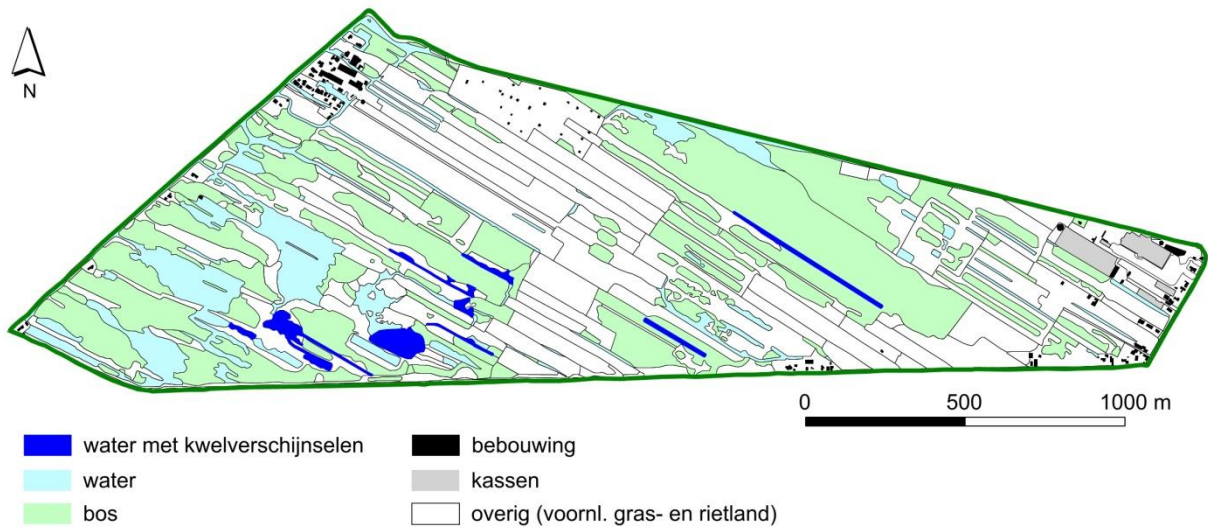 N
0 500 1000 m
water met kwelverschijnselen
water
bos
bebouwing
kassen
overig (voornl. gras- en rietland)